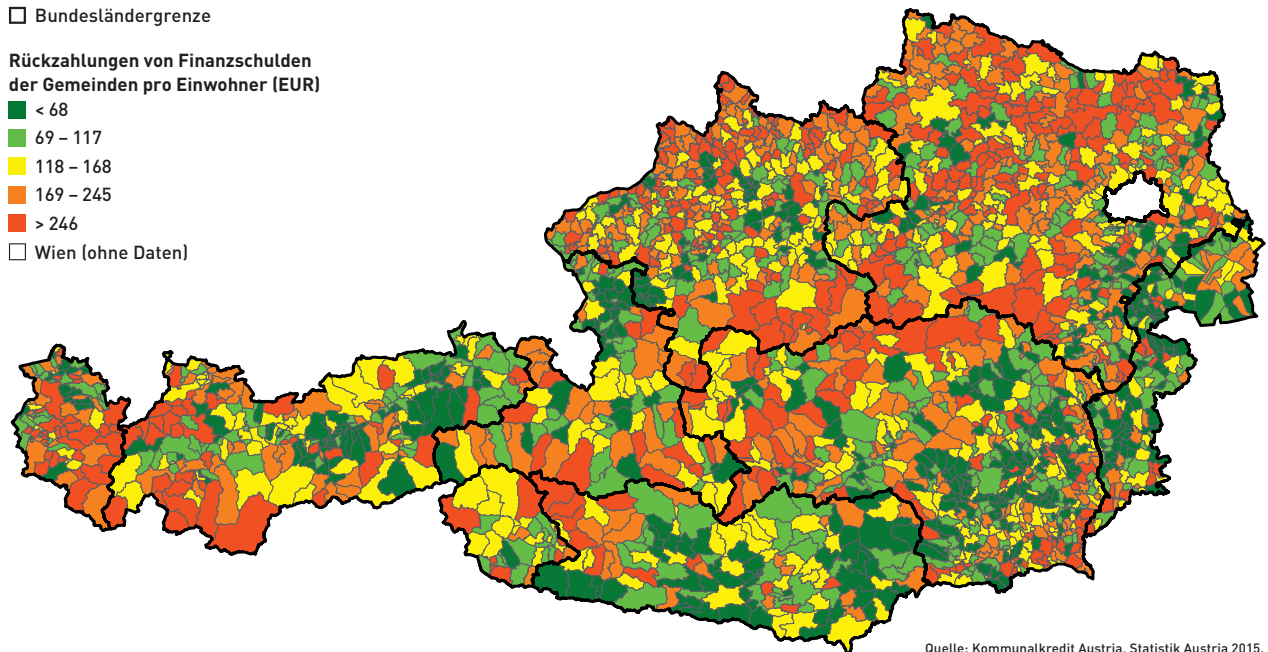 Bundesländergrenze
Rückzahlungen von Finanzschulden
der Gemeinden pro Einwohner (EUR)
< 68
69 – 117
118 – 168
169 – 245
> 246
Wien (ohne Daten)
Quelle: Kommunalkredit Austria, Statistik Austria 2015.